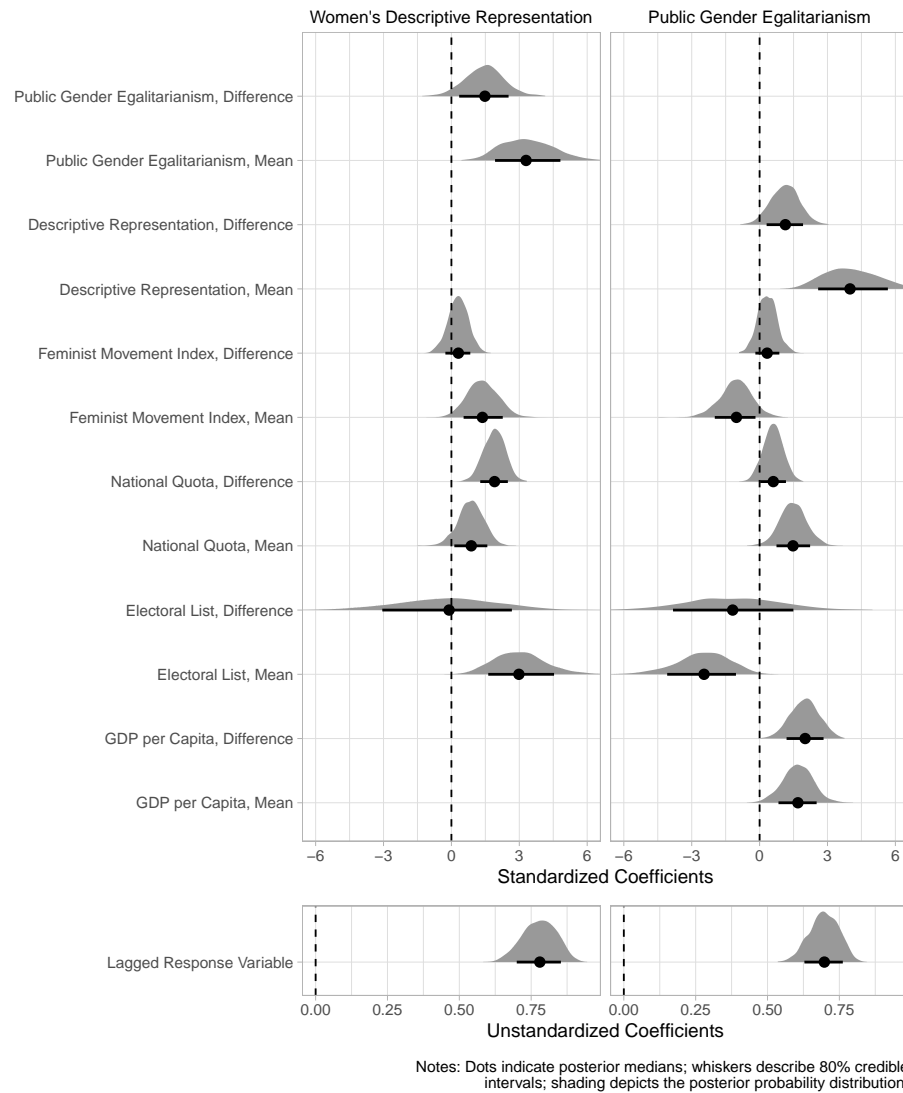 Women's Descriptive Representation
Public Gender Egalitarianism
Public Gender Egalitarianism, Difference
Public Gender Egalitarianism, Mean
Descriptive Representation, Difference
Descriptive Representation, Mean
Feminist Movement Index, Difference
Feminist Movement Index, Mean
National Quota, Difference
National Quota, Mean
Electoral List, Difference
Electoral List, Mean
GDP per Capita, Difference
GDP per Capita, Mean
−6 −3 0 3 6
−6 −3 0 3 6
Standardized Coefficients
Lagged Response Variable
0.00 0.25 0.50 0.75
0.00 0.25 0.50 0.75
Unstandardized Coefficients
Notes: Dots indicate posterior medians; whiskers describe 80% credible
intervals; shading depicts the posterior probability distribution